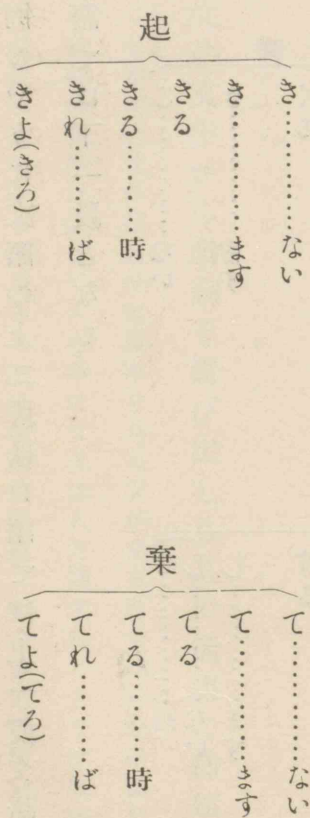 起
き…………ない
き…………ます
きる
きる………時
きれ………ば
きよ(きろ)
棄
て…………ない
て…………ます
てる
てる………時
てれ………ば
てよ(てろ)